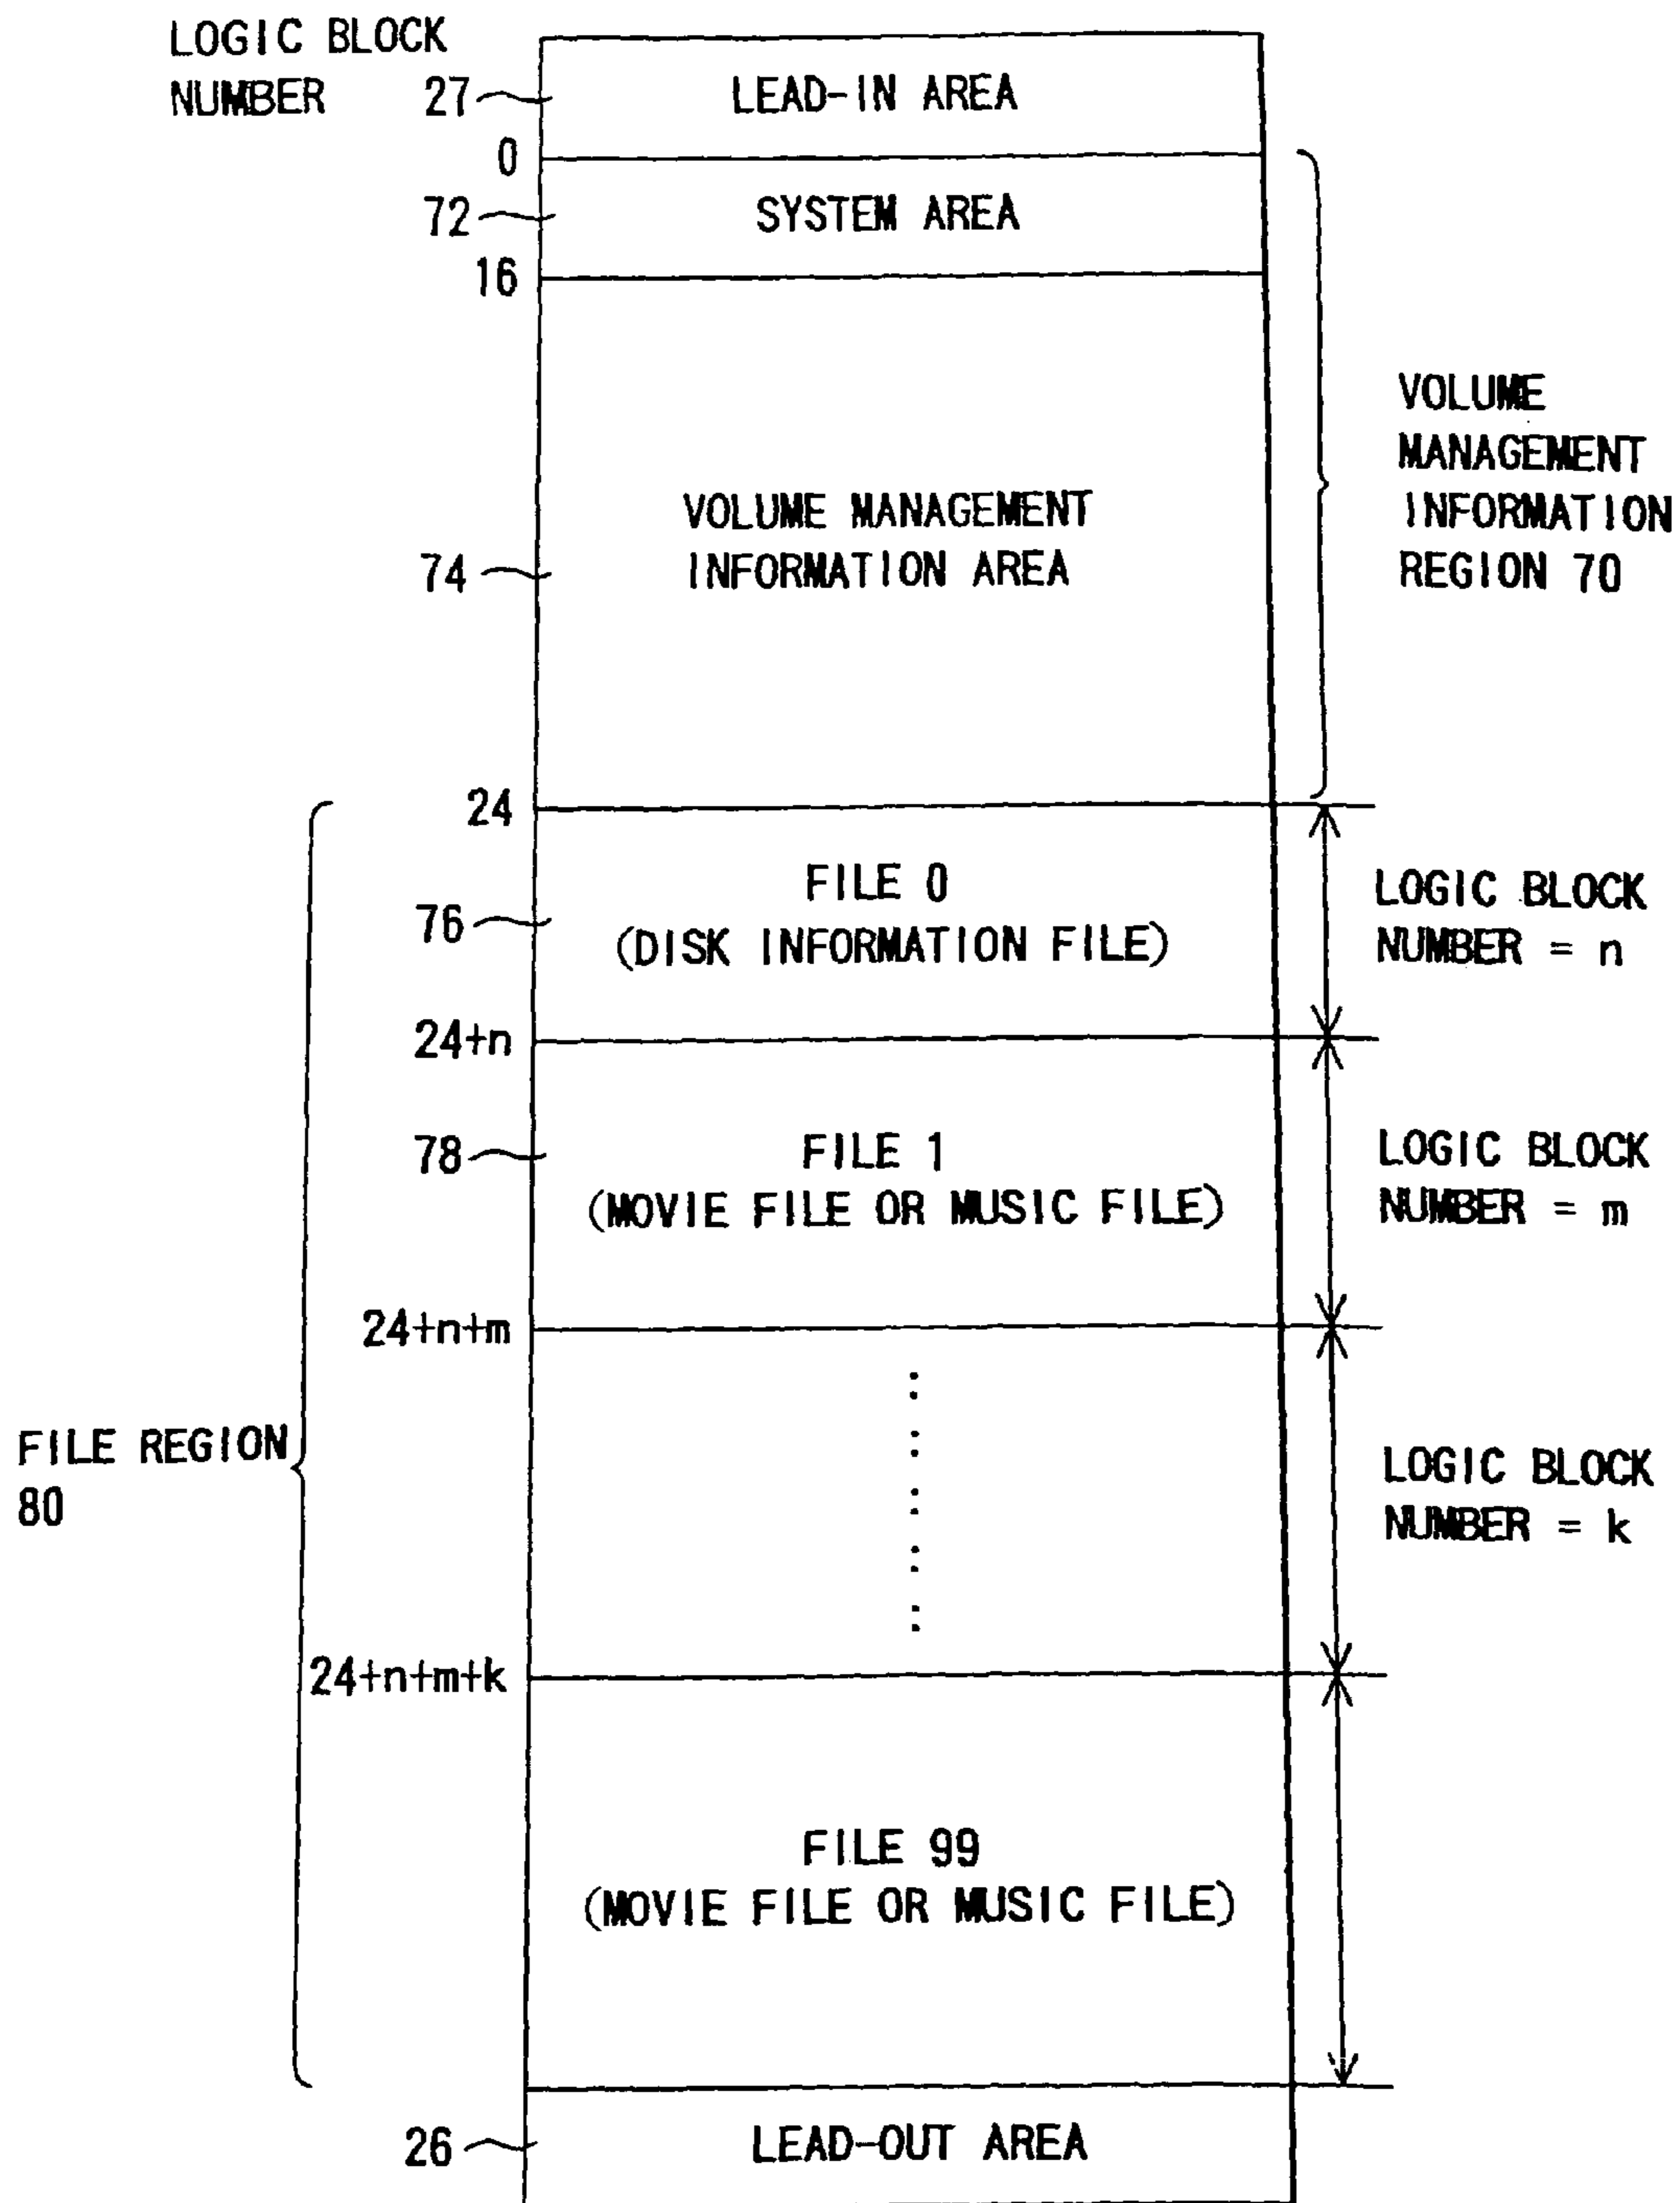 LOGIC BLOCK
NUMBER
27
LEAD-IN AREA
0
72
SYSTEM AREA
16
VOLUME
MANAGEMENT
INFORMATION
REGION 70
VOLUME MANAGEMENT
74
INFORMATION AREA
24
FILE 0
76
(DISK INFORMATION FILE)
LOGIC BLOCK
NUMBER = n
24+n
78
FILE 1
(MOVIE FILE OR MUSIC FILE)
LOGIC BLOCK
NUMBER = m
24+n+m
FILE REGION
80
LOGIC BLOCK
NUMBER = k
24+n+m+k
FILE 99
(MOVIE FILE OR MUSIC FILE)
26
LEAD-OUT AREA